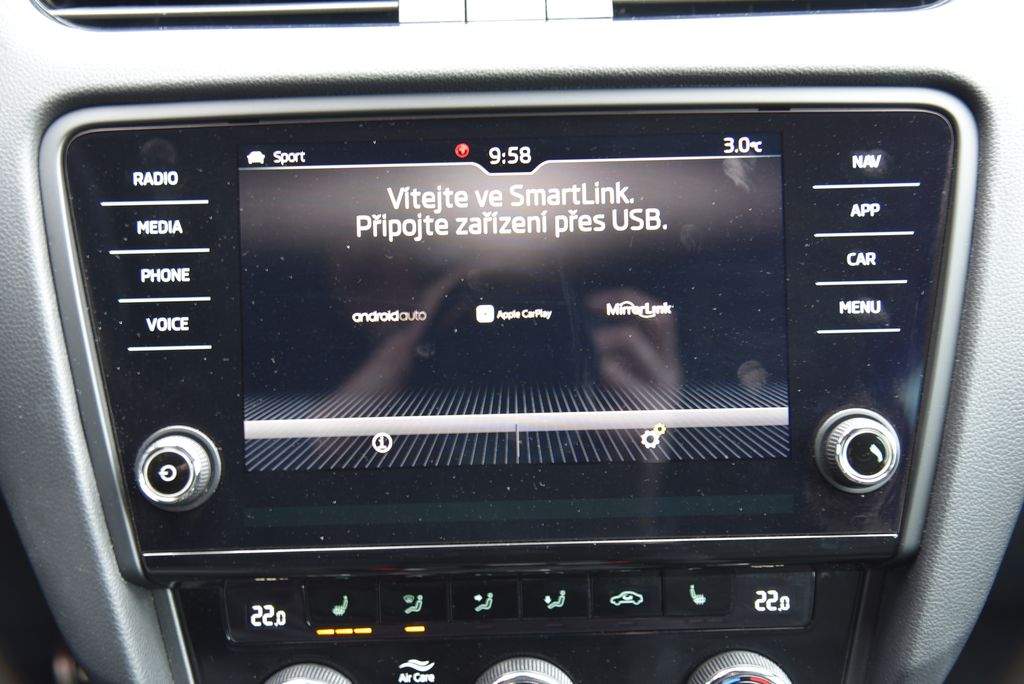 Sport
9:58
3.0°C
Vítejte ve SmartLink.
Připojte zařízení přes USB.
androidauto
Apple CarPlay
MirrorLink
RADIO
MEDIA
PHONE
VOICE
NAV
APP
CAR
MENU
22.0
22.0
Air Care